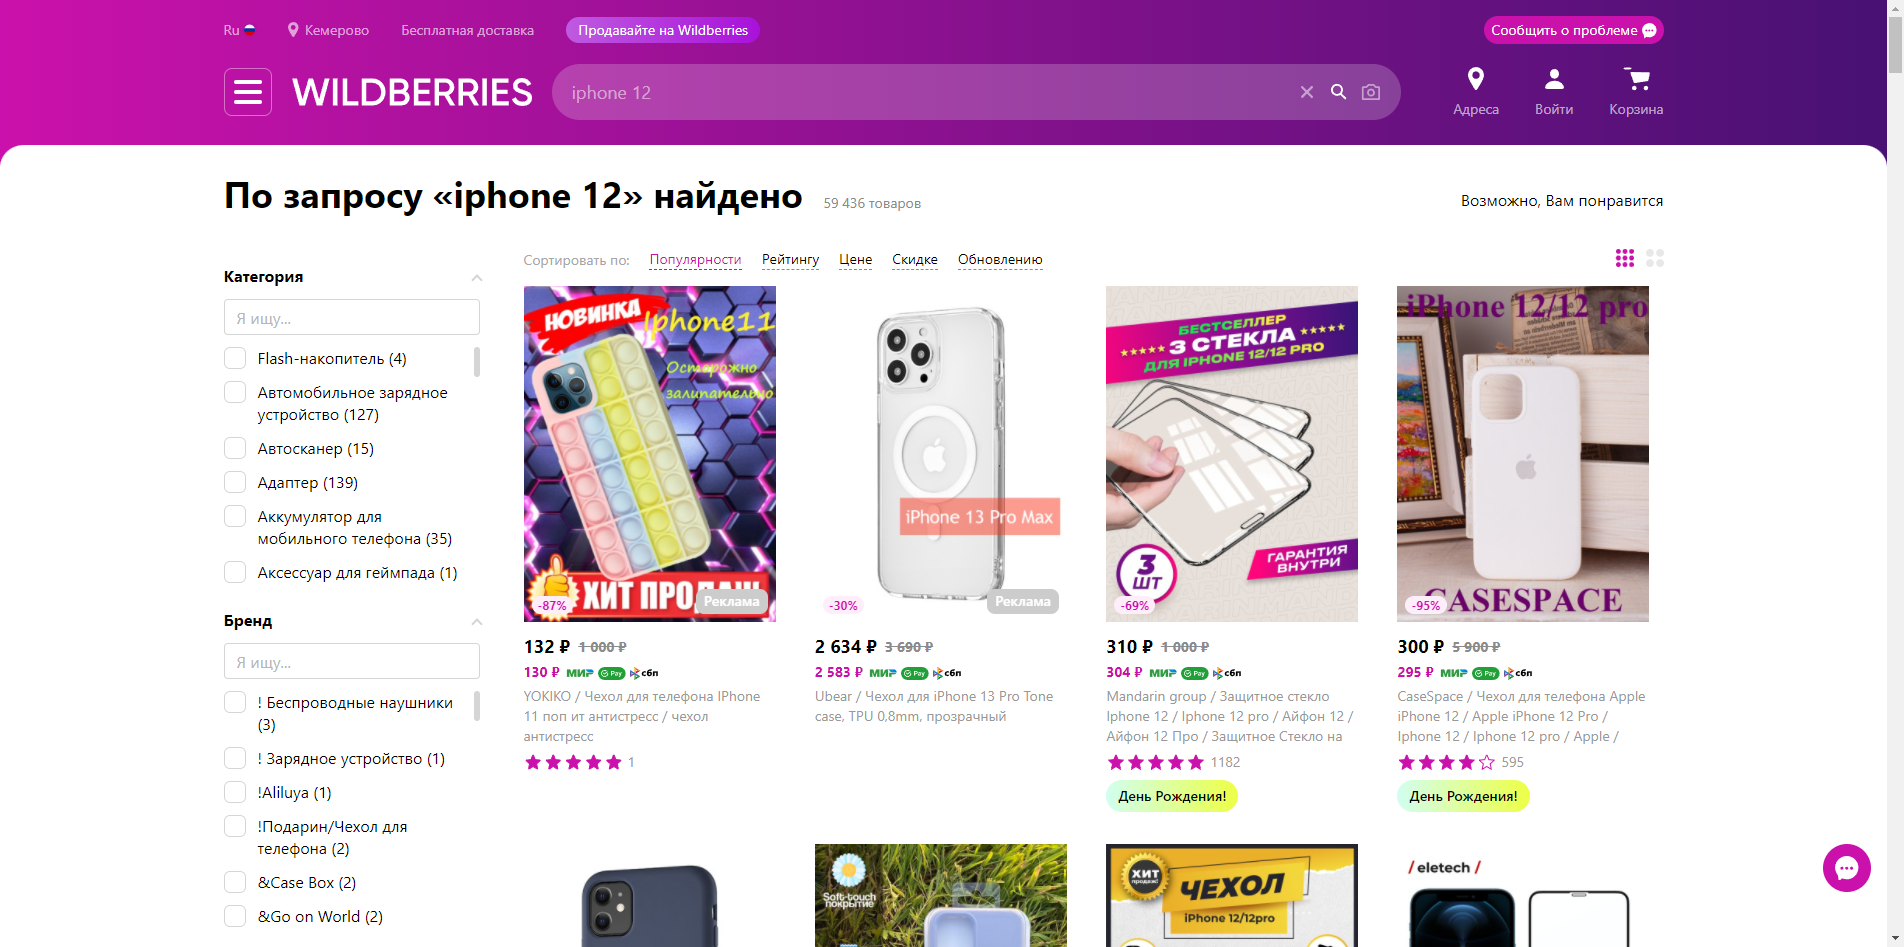 Ru
Кемерово
Бесплатная доставка
Продавайте на Wildberries
Сообщить о проблеме
WILDBERRIES
iphone 12
Адреса
Войти
Корзина
По запросу «iphone 12» найдено
59 436 товаров
Возможно, Вам понравится
Сортировать по:
Популярности
Рейтингу
Цене
Скидке
Обновлению
Категория
Я ищу...
Flash-накопитель (4)
Автомобильное зарядное
устройство (127)
Автосканер (15)
Адаптер (139)
Аккумулятор для
мобильного телефона (35)
Аксессуар для геймпада (1)
Бренд
Я ищу...
! Беспроводные наушники
(3)
! Зарядное устройство (1)
!Aliluya (1)
!Подарин/Чехол для
телефона (2)
&Case Box (2)
&Go on World (2)
НОВИНКА
Iphone11
Осторожно
залипательно
ХИТ ПРОДАЖ
-87%
Реклама
132 ₽ 1 000 ₽
130 ₽ МИР Pay сбп
YOKIKO / Чехол для телефона IPhone
11 поп ит антистресс / чехол
антистресс
1
iPhone 13 Pro Max
-30%
Реклама
2 634 ₽ 3 690 ₽
2 583 ₽ МИР Pay сбп
Ubear / Чехол для iPhone 13 Pro Tone
case, TPU 0,8mm, прозрачный
БЕСТСЕЛЛЕР
3 СТЕКЛА
ДЛЯ IPHONE 12/12 PRO
3
ШТ
ГАРАНТИЯ
ВНУТРИ
-69%
310 ₽ 1 000 ₽
304 ₽ МИР Pay сбп
Mandarin group / Защитное стекло
Iphone 12 / Iphone 12 pro / Айфон 12 /
Айфон 12 Про / Защитное Стекло на
1182
День Рождения!
iPhone 12/12 pro
CASESPACE
-95%
300 ₽ 5 900 ₽
295 ₽ МИР Pay сбп
CaseSpace / Чехол для телефона Apple
iPhone 12 / Apple iPhone 12 Pro /
Iphone 12 / Iphone 12 pro / Apple /
595
День Рождения!
Soft-touch
покрытие
ХИТ
продаж!
ЧЕХОЛ
iPhone 12/12pro
/ eletech /